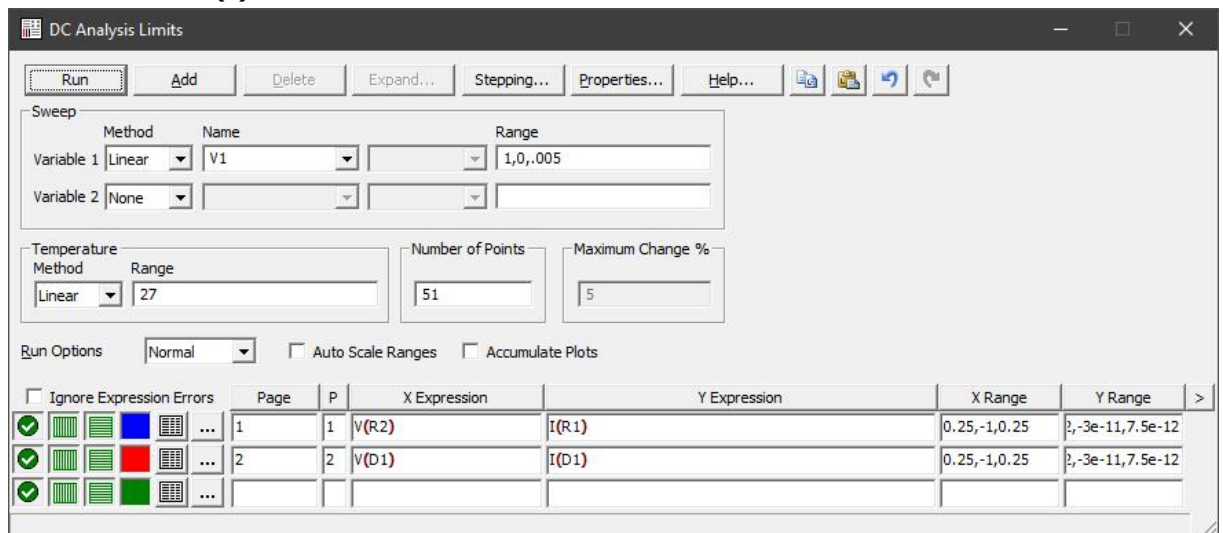 DC Analysis Limits
Run Add Delete Expand... Stepping... Properties... Help...
Sweep
Method Name Range
Variable 1 Linear V1 1,0,.005
Variable 2 None
Temperature Number of Points Maximum Change %
Method Range
Linear 27 51 5
Run Options Normal Auto Scale Ranges Accumulate Plots
Ignore Expression Errors Page P X Expression Y Expression X Range Y Range >
... 1 1 V(R2) I(R1) 0.25,-1,0.25 ,-3e-11,7.5e-12
... 2 2 V(D1) I(D1) 0.25,-1,0.25 ,-3e-11,7.5e-12
...